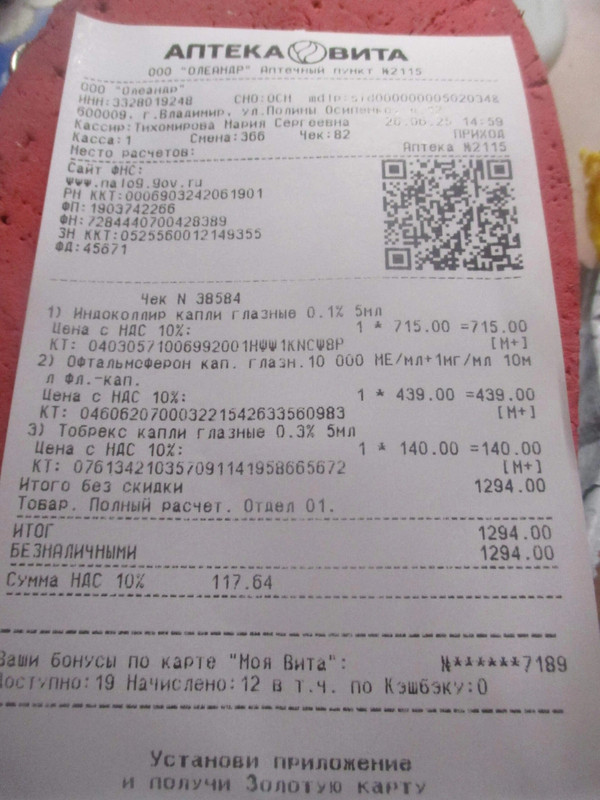 АПТЕКА ВИТА
ООО "ОЛЕАНДР" Аптечный пункт №2115
ООО "Олеандр"
ИНН:3328019248 СНО:ОСН
600009, г.Владимир, ул.Полины
Кассир:Тихомирова Мария Сергеевна 20.06.25 14:59
Касса:1 Смена:366 Чек:82 ПРИХОД
Место расчетов: Аптека №2115
Сайт ФНС:
www.nalog.gov.ru
РН ККТ:0006903242061901
ФП:1903742266
ФН:7284440700428389
ЗН ККТ:0525560012149355
ФД:45671
Чек N 38584
1) Индоколлир капли глазные 0.1% 5мл
Цена с НДС 10%: 1 * 715.00 =715.00
КТ: [М+]
2) Офтальмоферон кап. глазн.10 000 МЕ/мл+1мг/мл 10м
л Фл.-кап.
Цена с НДС 10%: 1 * 439.00 =439.00
КТ: 046062070003221542633560983 [М+]
3) Тобрекс капли глазные 0.3% 5мл
Цена с НДС 10%: 1 * 140.00 =140.00
КТ: 076134210357091141958665672 [М+]
Итого без скидки 1294.00
Товар. Полный расчет. Отдел 01.
ИТОГ 1294.00
БЕЗНАЛИЧНЫМИ 1294.00
Сумма НДС 10% 117.64
Ваши бонусы по карте "Моя Вита": №******7189
Доступно:19 Начислено:12 в т.ч. по Кэшбэку:0
Установи приложение
и получи Золотую карту